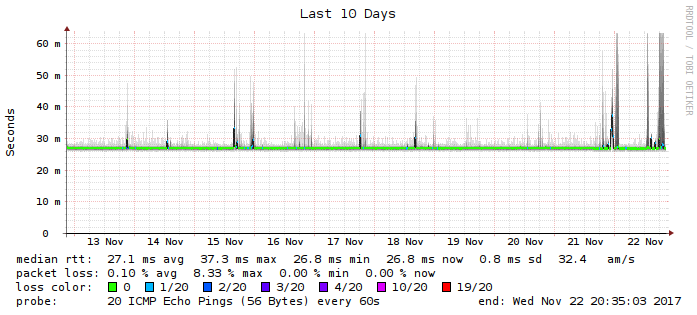 Last 10 Days
RRDTOOL / TOBI OETIKER
Seconds
60 m
50 m
40 m
30 m
20 m
10 m
0
13 Nov 14 Nov 15 Nov 16 Nov 17 Nov 18 Nov 19 Nov 20 Nov 21 Nov 22 Nov
median rtt: 27.1 ms avg 37.3 ms max 26.8 ms min 26.8 ms now 0.8 ms sd 32.4 am/s
packet loss: 0.10 % avg 8.33 % max 0.00 % min 0.00 % now
loss color: 0 1/20 2/20 3/20 4/20 10/20 19/20
probe: 20 ICMP Echo Pings (56 Bytes) every 60s end: Wed Nov 22 20:35:03 2017